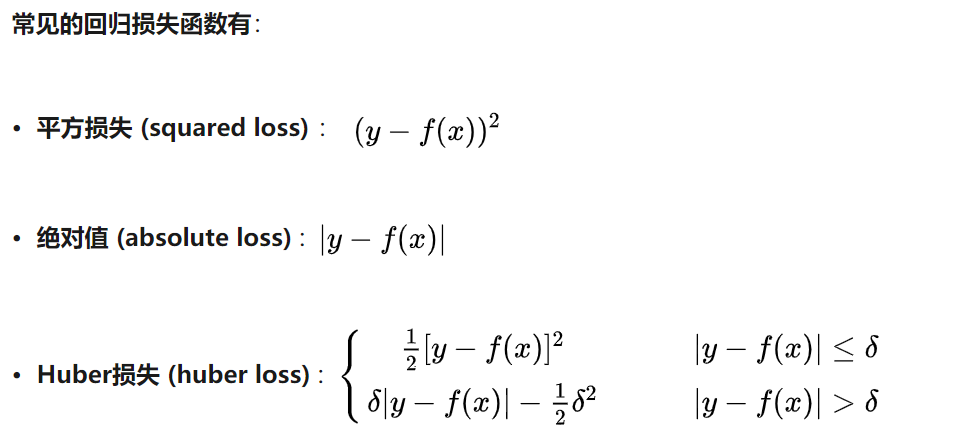 常见的回归损失函数有：
• 平方损失 (squared loss) ： (y − f(x))²
• 绝对值 (absolute loss) : |y − f(x)|
• Huber损失 (huber loss) : { ½[y − f(x)]² |y − f(x)| ≤ δ
δ|y − f(x)| − ½δ² |y − f(x)| > δ